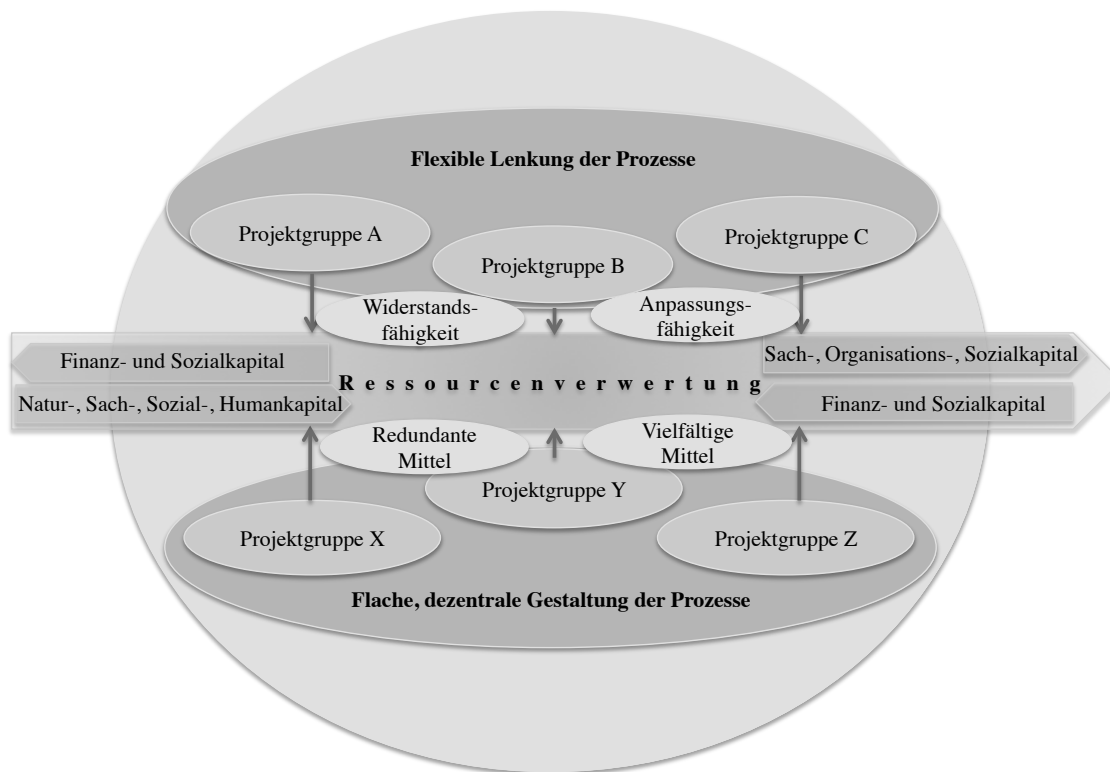 Flexible Lenkung der Prozesse
Projektgruppe A
Projektgruppe B
Projektgruppe C
Widerstands-
fähigkeit
Anpassungs-
fähigkeit
Finanz- und Sozialkapital
Sach-, Organisations-, Sozialkapital
Ressourcenverwertung
Natur-, Sach-, Sozial-, Humankapital
Finanz- und Sozialkapital
Redundante
Mittel
Vielfältige
Mittel
Projektgruppe X
Projektgruppe Y
Projektgruppe Z
Flache, dezentrale Gestaltung der Prozesse